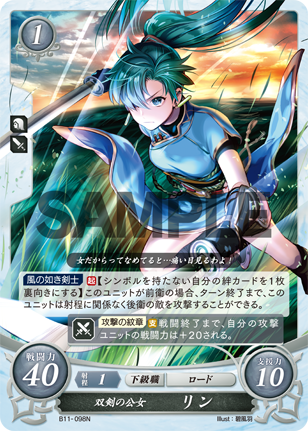 1
SAMPLE
女だからってなめてると…痛い目見るわよ!
風の如き剣士 起【シンボルを持たない自分の絆カードを1枚
裏向きにする】このユニットが前衛の場合、ターン終了まで、この
ユニットは射程に関係なく後衛の敵を攻撃することができる。
攻撃の紋章 支 戦闘終了まで、自分の攻撃
ユニットの戦闘力は+20される。
戦闘力 40
射程 1 下級職 ロード
支援力 10
双剣の公女 リン
B11-098N
Illust:碧風羽